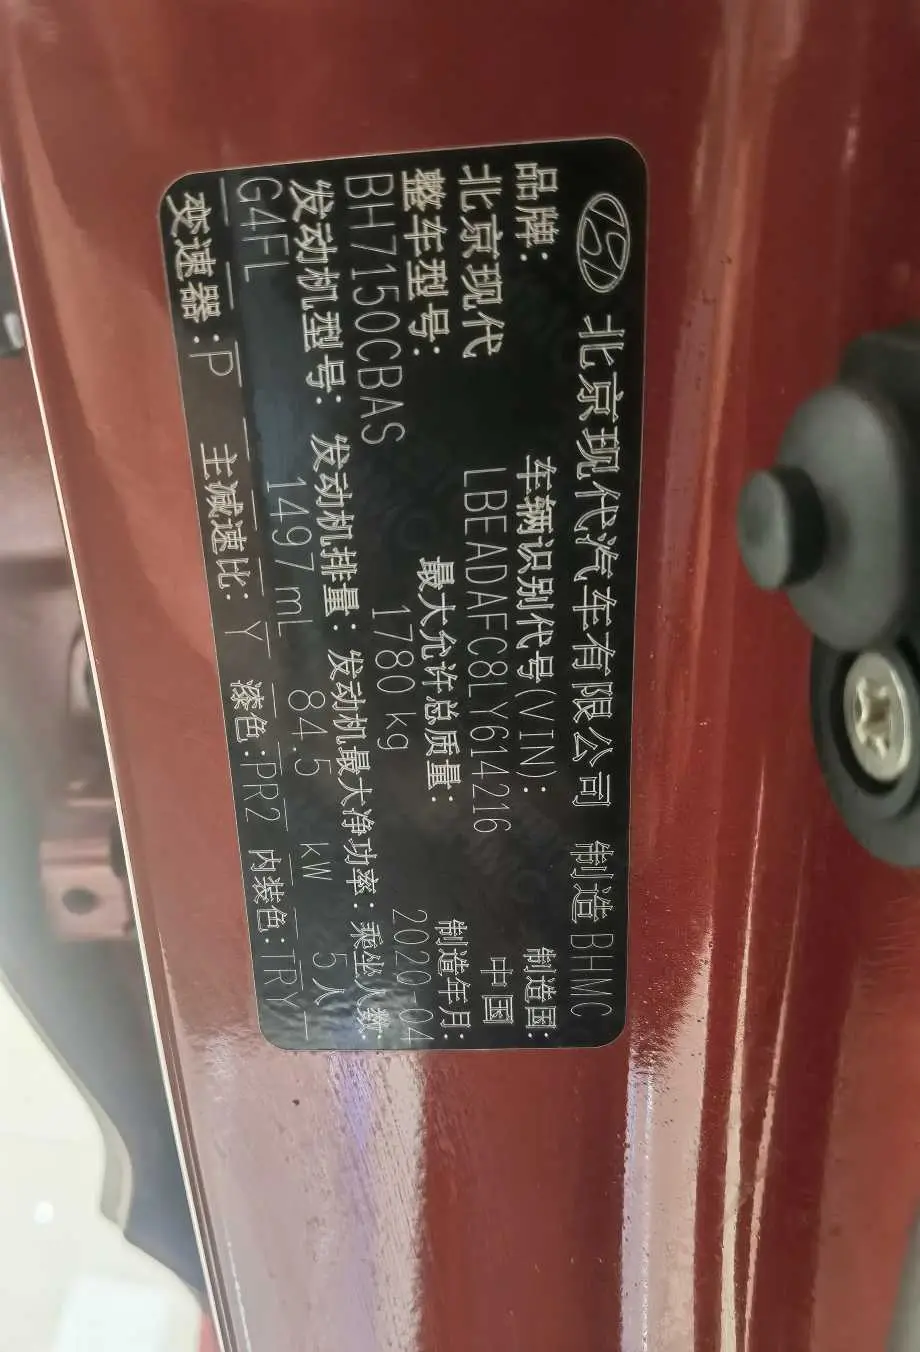 北京现代汽车有限公司 制造 BHMC
品牌: 车辆识别代号(VIN): 制造国:
北京现代 LBEADAFC8LY614216 中国
整车型号: 最大允许总质量: 制造年月:
BH7150CBAS 1780 kg 2020-04
发动机型号: 发动机排量: 发动机最大净功率: 乘坐人数:
G4FL 1497 mL 84.5 kW 5人
变速器: P 主减速比: Y 漆色: PR2 内装色: TRY